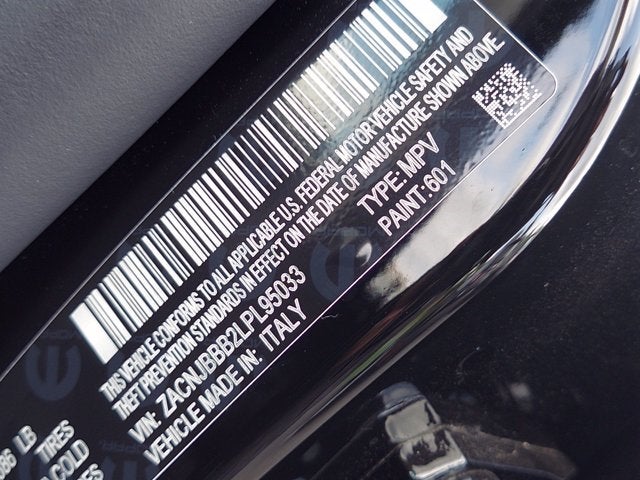 THIS VEHICLE CONFORMS TO ALL APPLICABLE U.S. FEDERAL MOTOR VEHICLE SAFETY AND
THEFT PREVENTION STANDARDS IN EFFECT ON THE DATE OF MANUFACTURE SHOWN ABOVE
VIN: ZACNJBBB2LPL95033 TYPE: MPV
VEHICLE MADE IN: ITALY PAINT: 601
086 LB
TIRES
COLD